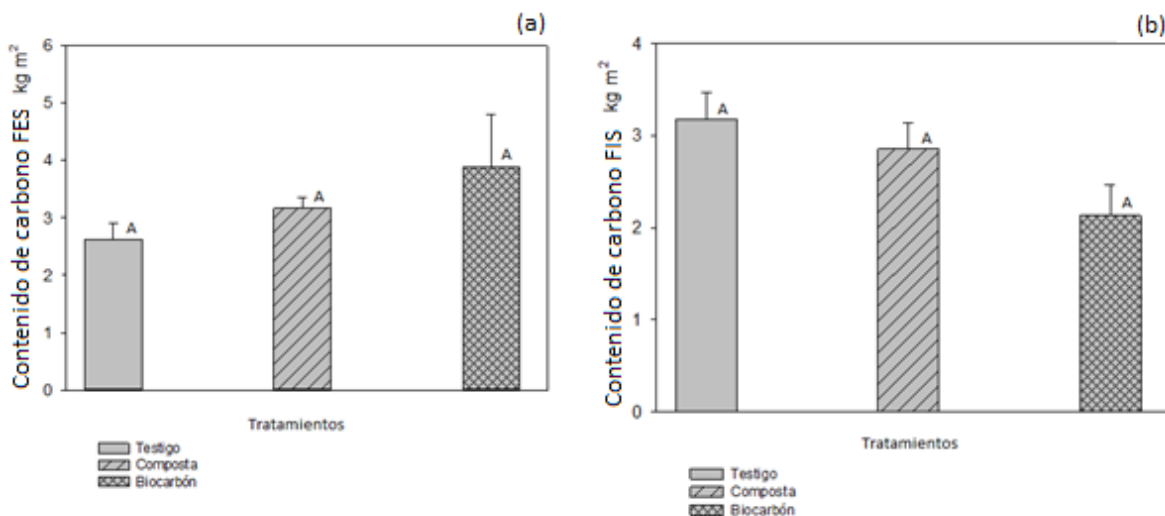 (a)
Contenido de carbono FES kg m²
6
5
4
3
2
1
0
A
A
A
Tratamientos
Testigo
Composta
Biocarbón
(b)
Contenido de carbono FIS kg m²
4
3
2
1
0
A
A
A
Tratamientos
Testigo
Composta
Biocarbón